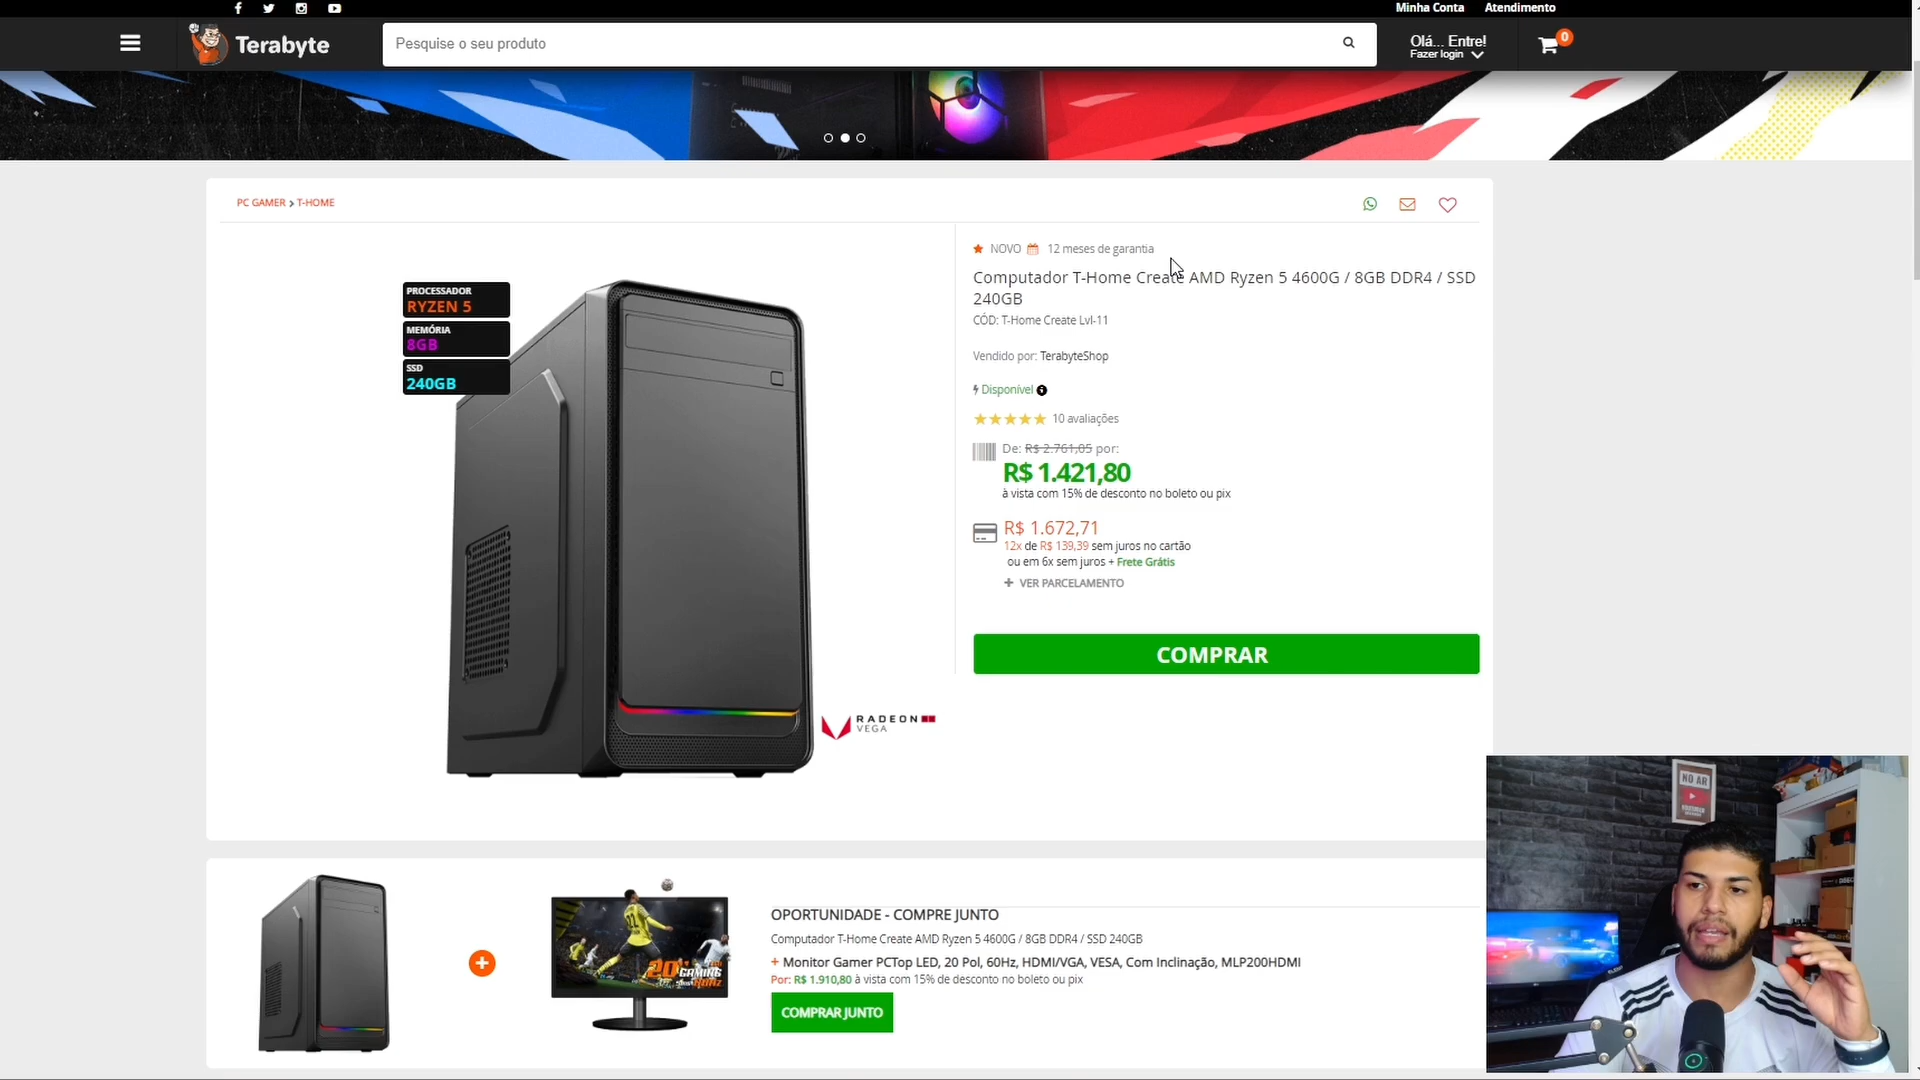 Minha Conta Atendimento
Terabyte
Pesquise o seu produto
Olá... Entre!
Fazer login
0
PC GAMER > T-HOME
NOVO 12 meses de garantia
Computador T-Home Create AMD Ryzen 5 4600G / 8GB DDR4 / SSD
240GB
CÓD: T-Home Create Lvl-11
Vendido por: TerabyteShop
Disponível
10 avaliações
De: R$ 2.761,05 por:
R$ 1.421,80
à vista com 15% de desconto no boleto ou pix
R$ 1.672,71
12x de R$ 139,39 sem juros no cartão
ou em 6x sem juros + Frete Grátis
+ VER PARCELAMENTO
COMPRAR
PROCESSADOR
RYZEN 5
MEMÓRIA
8GB
SSD
240GB
RADEON
VEGA
OPORTUNIDADE - COMPRE JUNTO
Computador T-Home Create AMD Ryzen 5 4600G / 8GB DDR4 / SSD 240GB
+ Monitor Gamer PCTop LED, 20 Pol, 60Hz, HDMI/VGA, VESA, Com Inclinação, MLP200HDMI
Por: R$ 1.910,80 à vista com 15% de desconto no boleto ou pix
COMPRAR JUNTO
NO AR